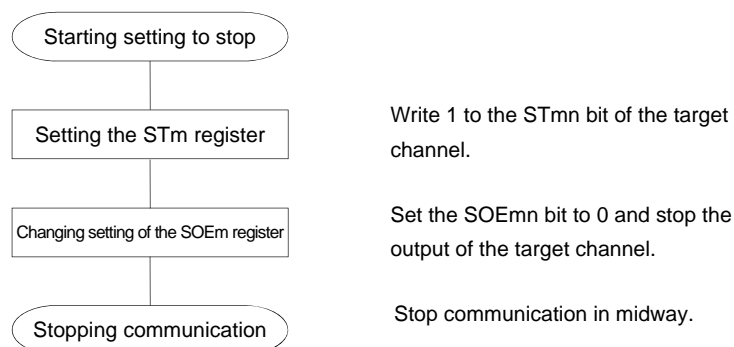 Starting setting to stop
Setting the STm register
Write 1 to the STmn bit of the target
channel.
Changing setting of the SOEm register
Set the SOEmn bit to 0 and stop the
output of the target channel.
Stopping communication
Stop communication in midway.